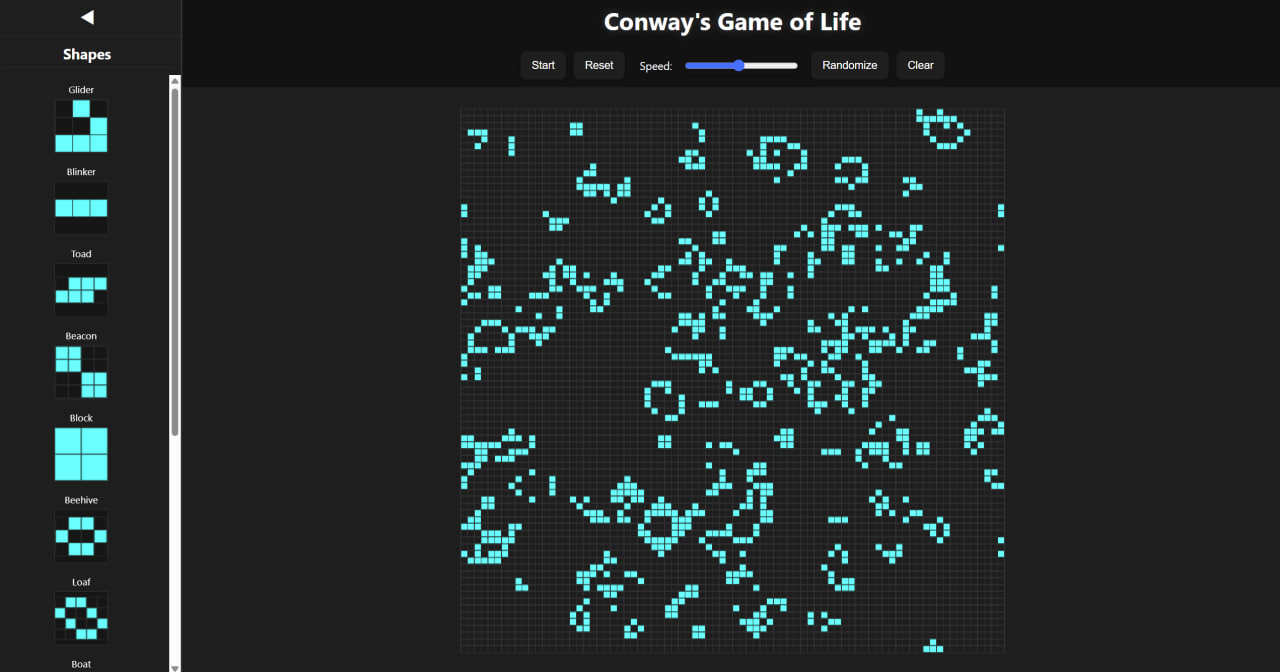 ◀
Shapes
Glider
Blinker
Toad
Beacon
Block
Beehive
Loaf
Boat
Conway's Game of Life
Start Reset Speed: Randomize Clear